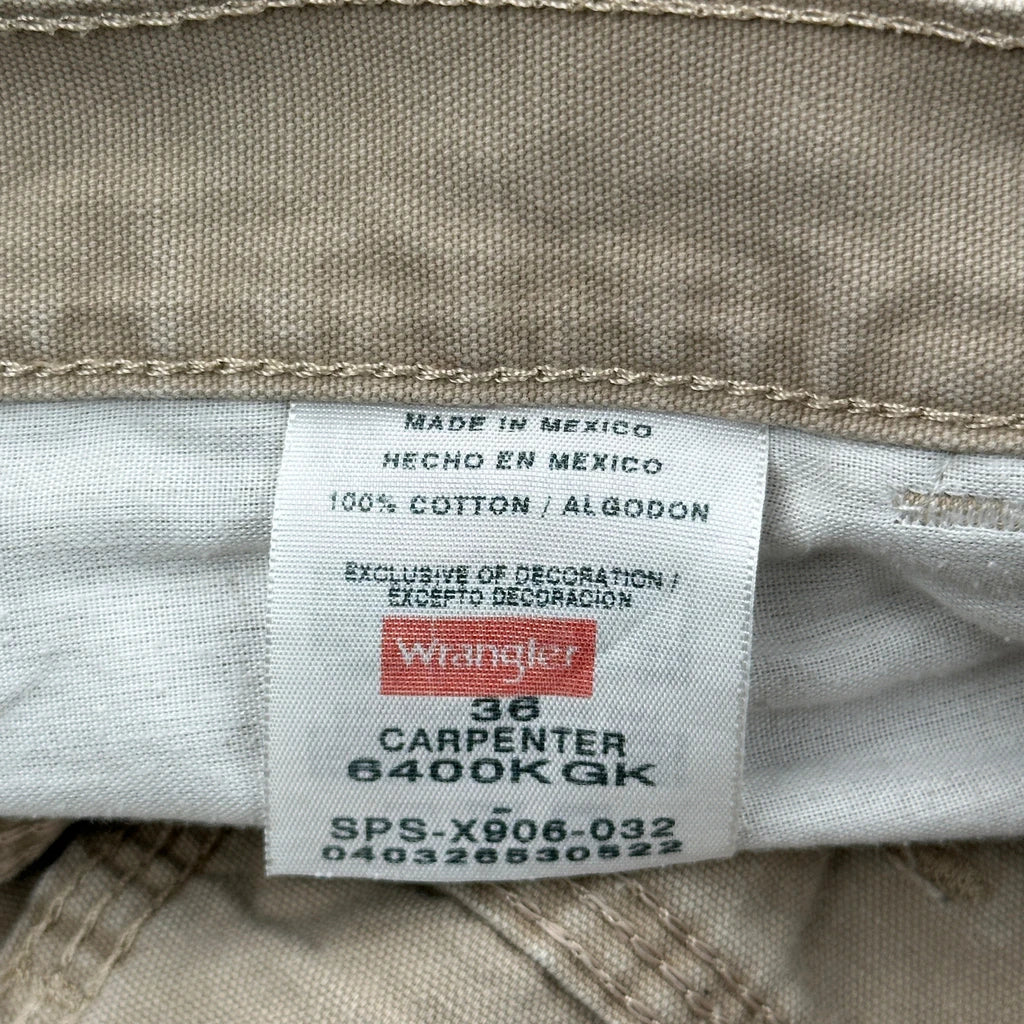 MADE IN MEXICO
HECHO EN MEXICO
100% COTTON / ALGODON
EXCLUSIVE OF DECORATION /
EXCEPTO DECORACION
Wrangler
36
CARPENTER
6400KGK
-
SPS-X906-032
040326530522